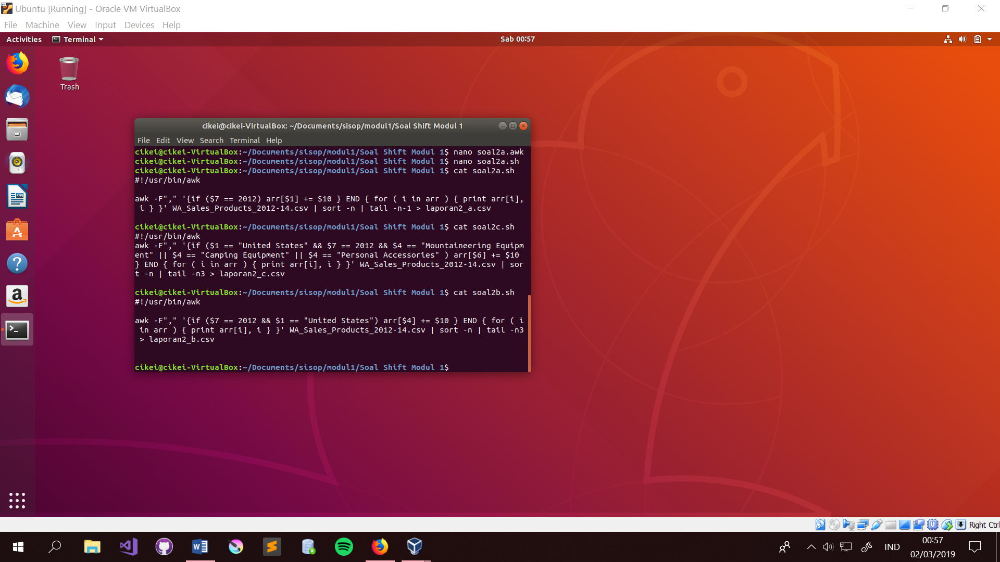 Ubuntu [Running] - Oracle VM VirtualBox
File Machine View Input Devices Help
Activities Terminal Sab 00:57
Trash
cikei@cikei-VirtualBox: ~/Documents/sisop/modul1/Soal Shift Modul 1
File Edit View Search Terminal Help
cikei@cikei-VirtualBox:~/Documents/sisop/modul1/Soal Shift Modul 1$ nano soal2a.awk
cikei@cikei-VirtualBox:~/Documents/sisop/modul1/Soal Shift Modul 1$ nano soal2a.sh
cikei@cikei-VirtualBox:~/Documents/sisop/modul1/Soal Shift Modul 1$ cat soal2a.sh
#!/usr/bin/awk
awk -F"," '{if ($7 == 2012) arr[$1] += $10 } END { for ( i in arr ) { print arr[i],
 i } }' WA_Sales_Products_2012-14.csv | sort -n | tail -n-1 > laporan2_a.csv
cikei@cikei-VirtualBox:~/Documents/sisop/modul1/Soal Shift Modul 1$ cat soal2c.sh
#!/usr/bin/awk
awk -F"," '{if ($1 == "United States" && $7 == 2012 && $4 == "Mountaineering Equipm
ent" || $4 == "Camping Equipment" || $4 == "Personal Accessories" ) arr[$6] += $10
} END { for ( i in arr ) { print arr[i], i } }' WA_Sales_Products_2012-14.csv | sor
t -n | tail -n3 > laporan2_c.csv
cikei@cikei-VirtualBox:~/Documents/sisop/modul1/Soal Shift Modul 1$ cat soal2b.sh
#!/usr/bin/awk
awk -F"," '{if ($7 == 2012 && $1 == "United States") arr[$4] += $10 } END { for ( i
 in arr ) { print arr[i], i } }' WA_Sales_Products_2012-14.csv | sort -n | tail -n3
 > laporan2_b.csv
cikei@cikei-VirtualBox:~/Documents/sisop/modul1/Soal Shift Modul 1$
Right Ctrl
IND
00:57
02/03/2019